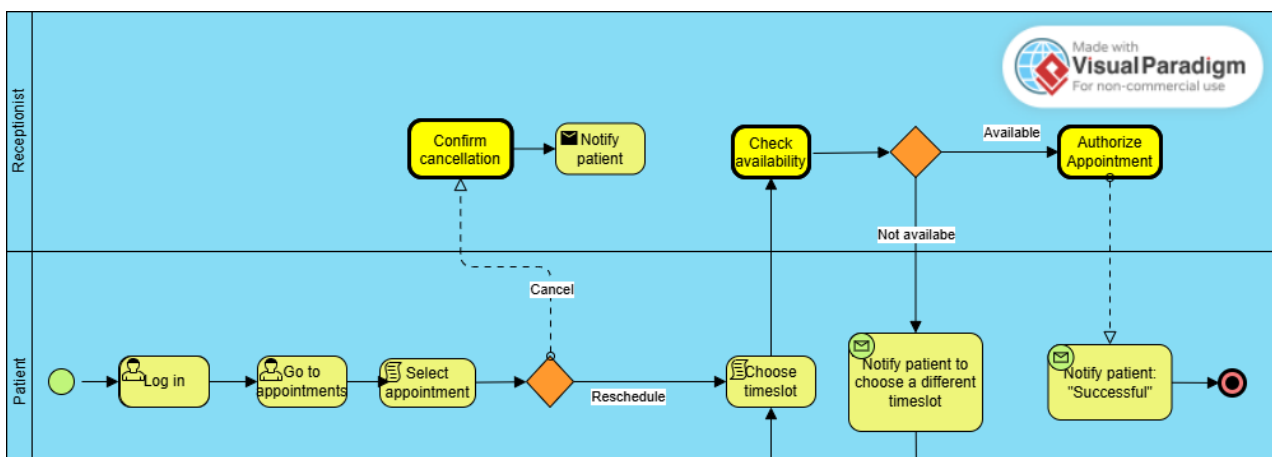 Made with
Visual Paradigm
For non-commercial use
Receptionist
Confirm
cancellation
Notify
patient
Check
availability
Available
Authorize
Appointment
Not availabe
Cancel
Patient
Log in
Go to
appointments
Select
appointment
Reschedule
Choose
timeslot
Notify patient to
choose a different
timeslot
Notify patient:
"Successful"